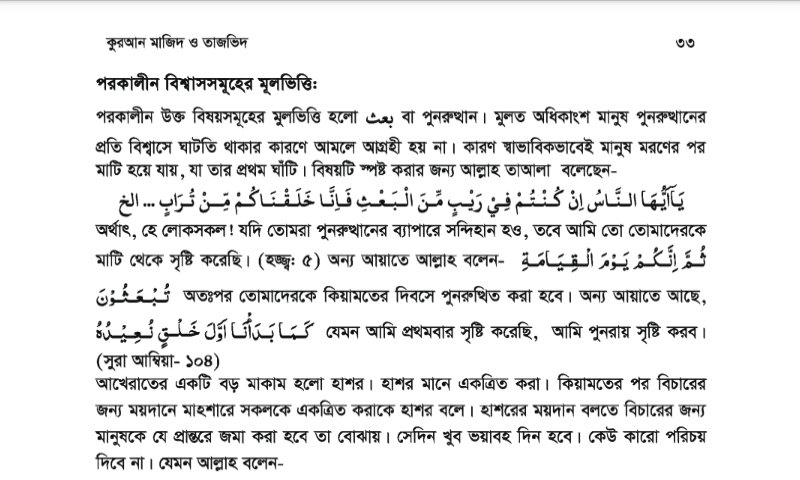 কুরআন মাজিদ ও তাজভিদ ৩৩
পরকালীন বিশ্বাসসমূহের মূলভিত্তি:
পরকালীন উক্ত বিষয়সমূহের মুলভিত্তি হলো بعث বা পুনরুত্থান। মুলত অধিকাংশ মানুষ পুনরুত্থানের
প্রতি বিশ্বাসে ঘাটতি থাকার কারণে আমলে আগ্রহী হয় না। কারণ স্বাভাবিকভাবেই মানুষ মরণের পর
মাটি হয়ে যায়, যা তার প্রথম ঘাঁটি। বিষয়টি স্পষ্ট করার জন্য আল্লাহ তাআলা বলেছেন-
يَاَيُّهَا النَّاسُ اِنْ كُنْتُمْ فِيْ رَيْبٍ مِّنَ الْبَعْثِ فَاِنَّا خَلَقْنَاكُمْ مِّنْ تُرَابٍ ... الخ
অর্থাৎ, হে লোকসকল! যদি তোমরা পুনরুত্থানের ব্যাপারে সন্দিহান হও, তবে আমি তো তোমাদেরকে
মাটি থেকে সৃষ্টি করেছি। (হজ্জ্ব: ৫) অন্য আয়াতে আল্লাহ বলেন- ثُمَّ اِنَّكُمْ يَوْمَ الْقِيَامَةِ
تُبْعَثُوْنَ অতঃপর তোমাদেরকে কিয়ামতের দিবসে পুনরুত্থিত করা হবে। অন্য আয়াতে আছে,
كَمَا بَدَأْنَا اَوَّلَ خَلْقٍ نُعِيْدُهُ যেমন আমি প্রথমবার সৃষ্টি করেছি, আমি পুনরায় সৃষ্টি করব।
(সুরা আম্বিয়া- ১০৪)
আখেরাতের একটি বড় মাকাম হলো হাশর। হাশর মানে একত্রিত করা। কিয়ামতের পর বিচারের
জন্য ময়দানে মাহশারে সকলকে একত্রিত করাকে হাশর বলে। হাশরের ময়দান বলতে বিচারের জন্য
মানুষকে যে প্রান্তরে জমা করা হবে তা বোঝায়। সেদিন খুব ভয়াবহ দিন হবে। কেউ কারো পরিচয়
দিবে না। যেমন আল্লাহ বলেন-